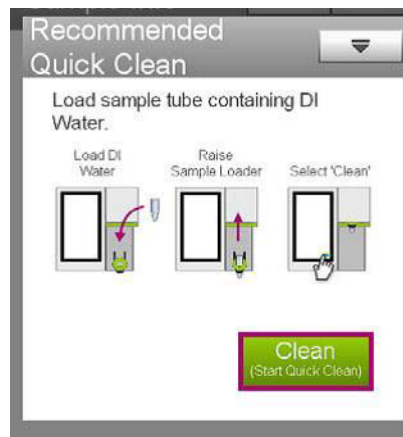 Recommended
Quick Clean
Load sample tube containing DI
Water.
Load DI
Water
Raise
Sample Loader
Select 'Clean'
Clean
(Start Quick Clean)